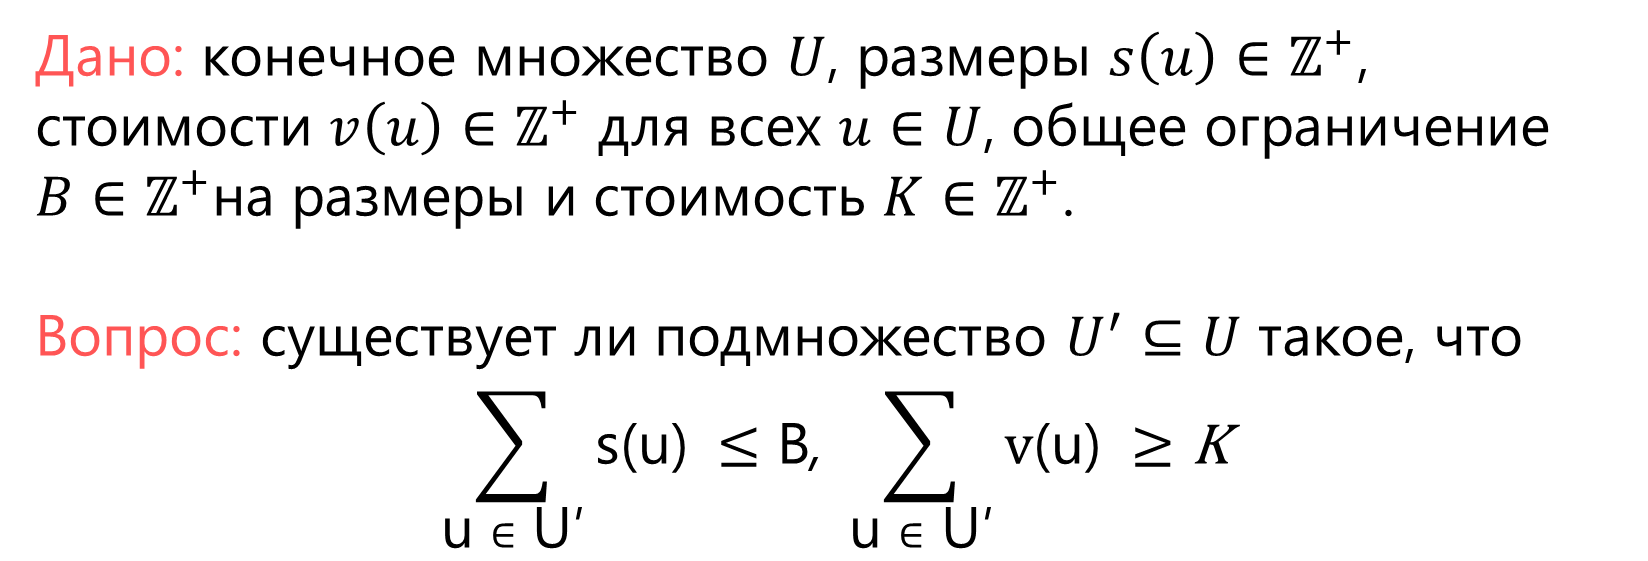 Дано: конечное множество 𝑈, размеры 𝑠(𝑢) ∈ ℤ⁺,
стоимости 𝑣(𝑢) ∈ ℤ⁺ для всех 𝑢 ∈ 𝑈, общее ограничение
𝐵 ∈ ℤ⁺на размеры и стоимость 𝐾 ∈ ℤ⁺.
Вопрос: существует ли подмножество 𝑈′ ⊆ 𝑈 такое, что
∑ s(u) ≤ B, ∑ v(u) ≥ 𝐾
u ∈ U′ u ∈ U′